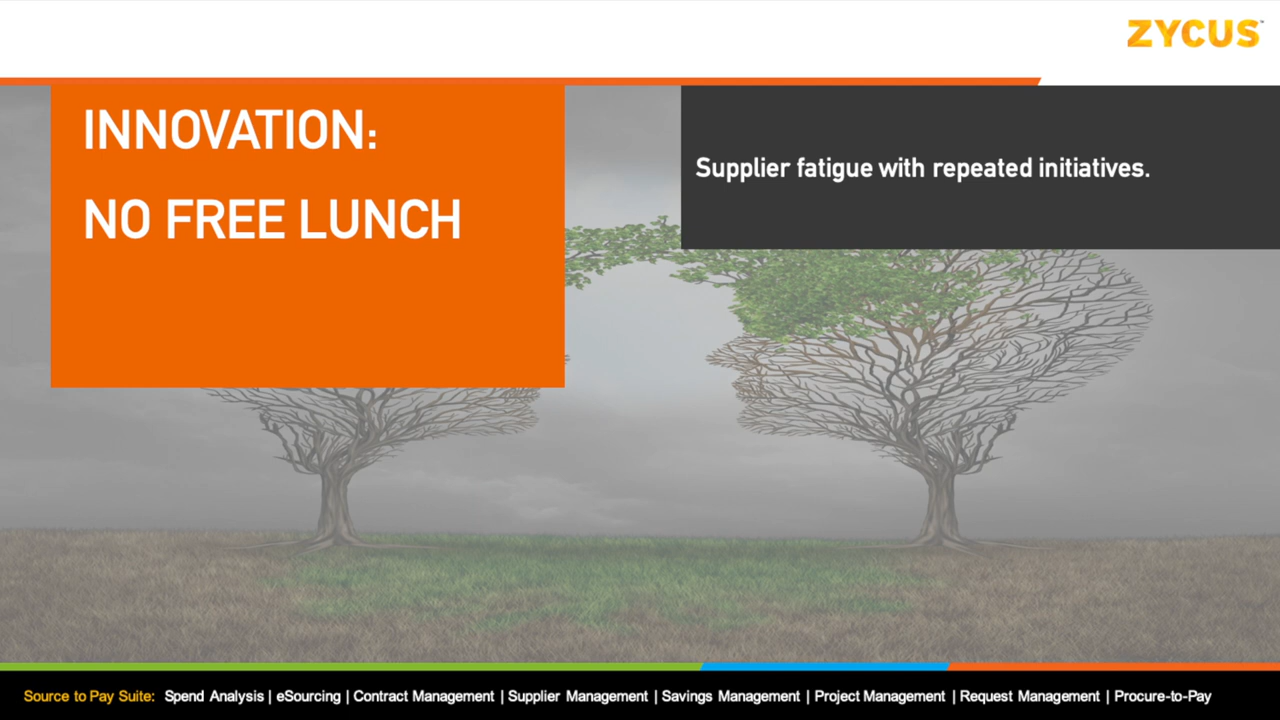 ZYCUS™
INNOVATION:
NO FREE LUNCH
Supplier fatigue with repeated initiatives.
Source to Pay Suite: Spend Analysis | eSourcing | Contract Management | Supplier Management | Savings Management | Project Management | Request Management | Procure-to-Pay